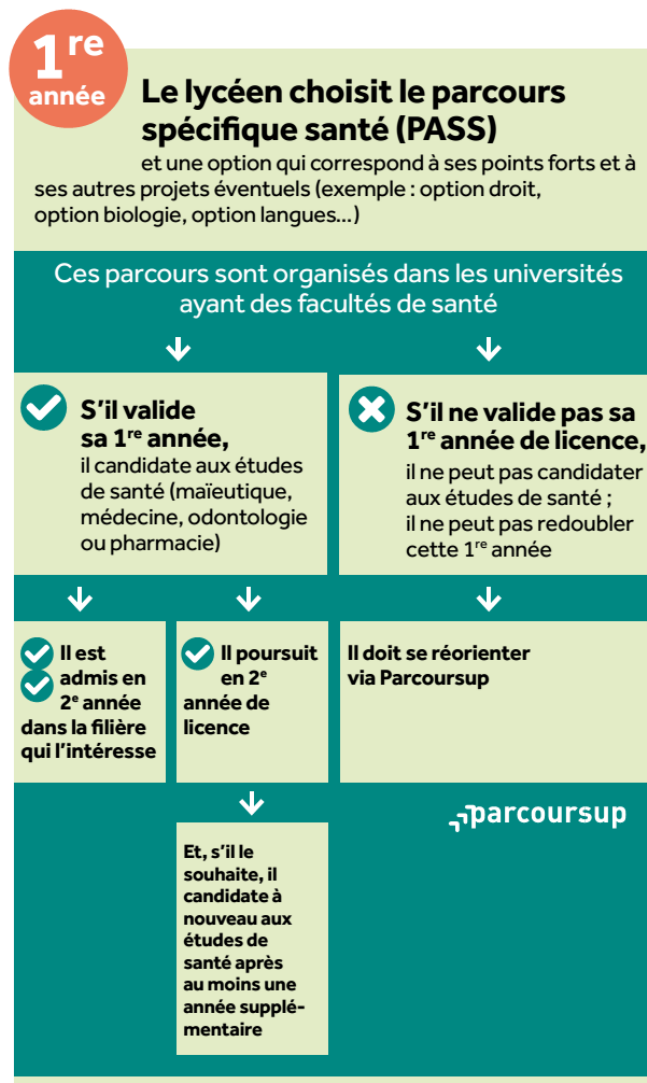 1re
année
Le lycéen choisit le parcours
spécifique santé (PASS)
et une option qui correspond à ses points forts et à
ses autres projets éventuels (exemple : option droit,
option biologie, option langues...)
Ces parcours sont organisés dans les universités
ayant des facultés de santé
S'il valide
sa 1re année,
il candidate aux études
de santé (maïeutique,
médecine, odontologie
ou pharmacie)
S'il ne valide pas sa
1re année de licence,
il ne peut pas candidater
aux études de santé ;
il ne peut pas redoubler
cette 1re année
Il est
admis en
2e année
dans la filière
qui l'intéresse
Il poursuit
en 2e
année de
licence
Il doit se réorienter
via Parcoursup
parcoursup
Et, s'il le
souhaite, il
candidate à
nouveau aux
études de
santé après
au moins une
année supplé-
mentaire